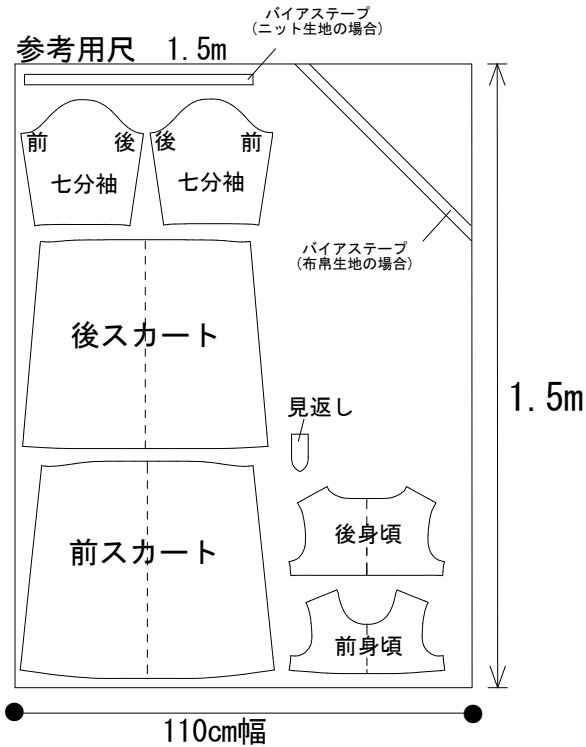 バイアステープ
(ニット生地の場合)
参考用尺 1.5m
前 後 後 前
七分袖 七分袖
バイアステープ
(布帛生地の場合)
後スカート
1.5m
見返し
後身頃
前スカート
前身頃
110cm幅